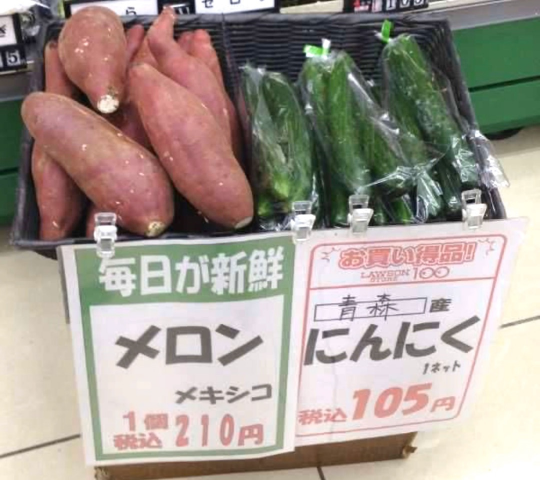 毎日が新鮮
メロン
メキシコ
1個
税込 210円
お買い得品!
LAWSON
STORE 100
青森 産
にんにく
1ネット
税込 105円